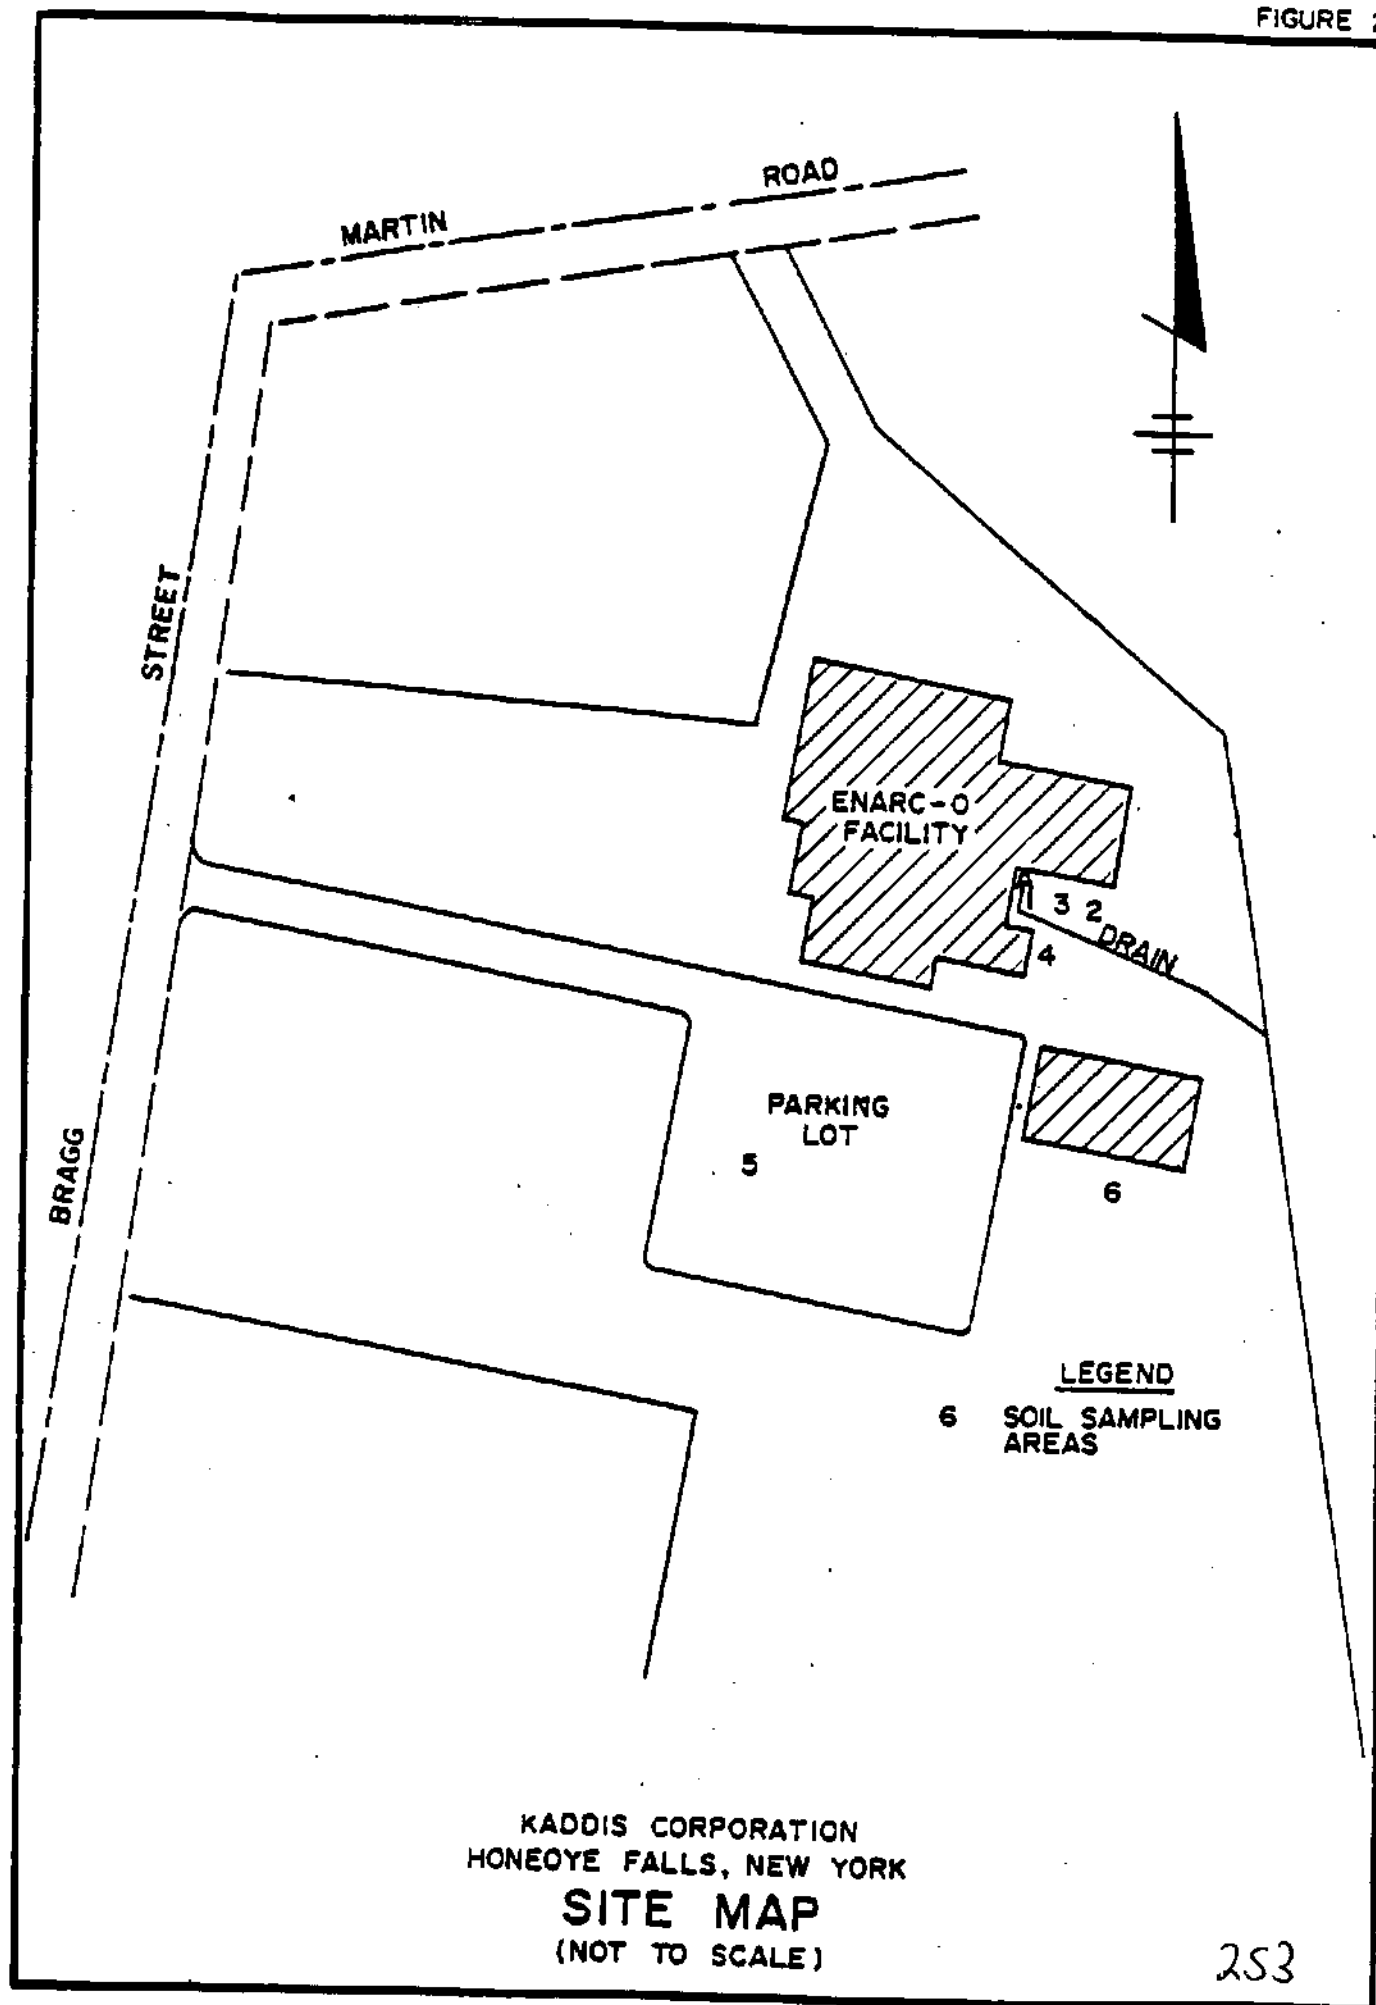 FIGURE 2
MARTIN ROAD
STREET
BRAGG
ENARC-O
FACILITY
3 2
DRAIN
4
PARKING
LOT
5
6
LEGEND
6 SOIL SAMPLING
AREAS
KADDIS CORPORATION
HONEOYE FALLS, NEW YORK
SITE MAP
(NOT TO SCALE)
253